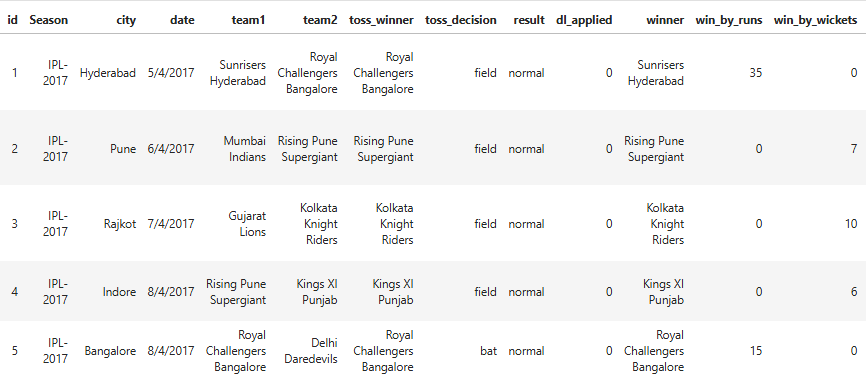 id Season city date team1 team2 toss_winner toss_decision result dl_applied winner win_by_runs win_by_wickets
1 IPL-2017 Hyderabad 5/4/2017 Sunrisers Hyderabad Royal Challengers Bangalore Royal Challengers Bangalore field normal 0 Sunrisers Hyderabad 35 0
2 IPL-2017 Pune 6/4/2017 Mumbai Indians Rising Pune Supergiant Rising Pune Supergiant field normal 0 Rising Pune Supergiant 0 7
3 IPL-2017 Rajkot 7/4/2017 Gujarat Lions Kolkata Knight Riders Kolkata Knight Riders field normal 0 Kolkata Knight Riders 0 10
4 IPL-2017 Indore 8/4/2017 Rising Pune Supergiant Kings XI Punjab Kings XI Punjab field normal 0 Kings XI Punjab 0 6
5 IPL-2017 Bangalore 8/4/2017 Royal Challengers Bangalore Delhi Daredevils Royal Challengers Bangalore bat normal 0 Royal Challengers Bangalore 15 0